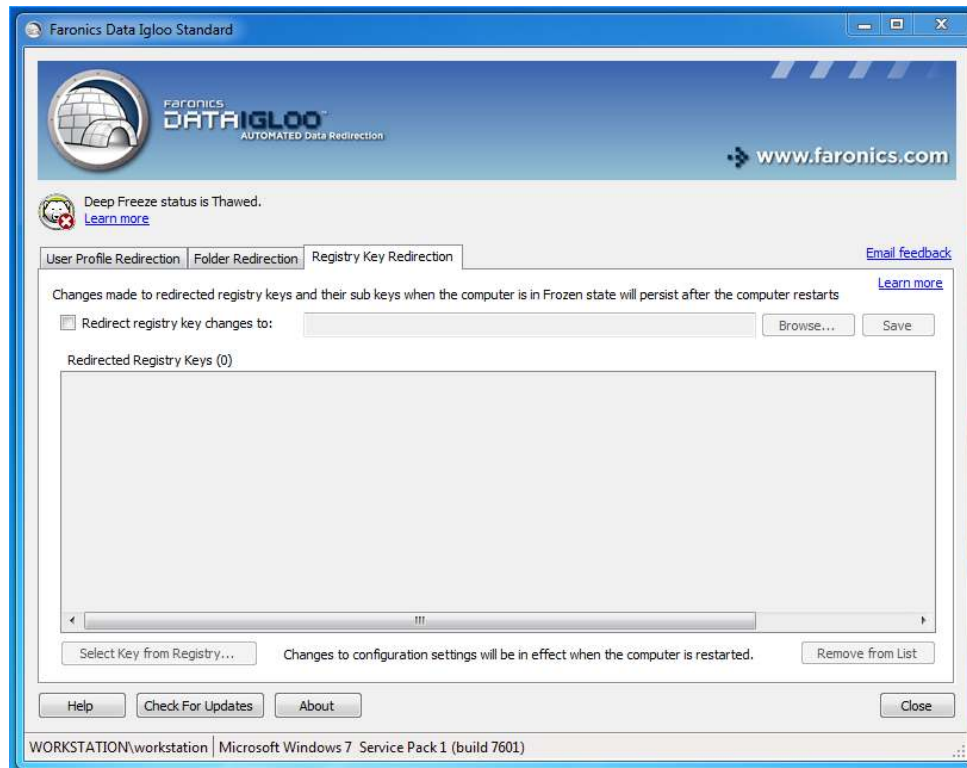 Faronics Data Igloo Standard
Faronics
DATAIGLOO™
AUTOMATED Data Redirection
www.faronics.com
Deep Freeze status is Thawed.
Learn more
User Profile Redirection Folder Redirection Registry Key Redirection Email feedback
Learn more
Changes made to redirected registry keys and their sub keys when the computer is in Frozen state will persist after the computer restarts
Redirect registry key changes to: Browse... Save
Redirected Registry Keys (0)
Select Key from Registry... Changes to configuration settings will be in effect when the computer is restarted. Remove from List
Help Check For Updates About Close
WORKSTATION\workstation Microsoft Windows 7 Service Pack 1 (build 7601)